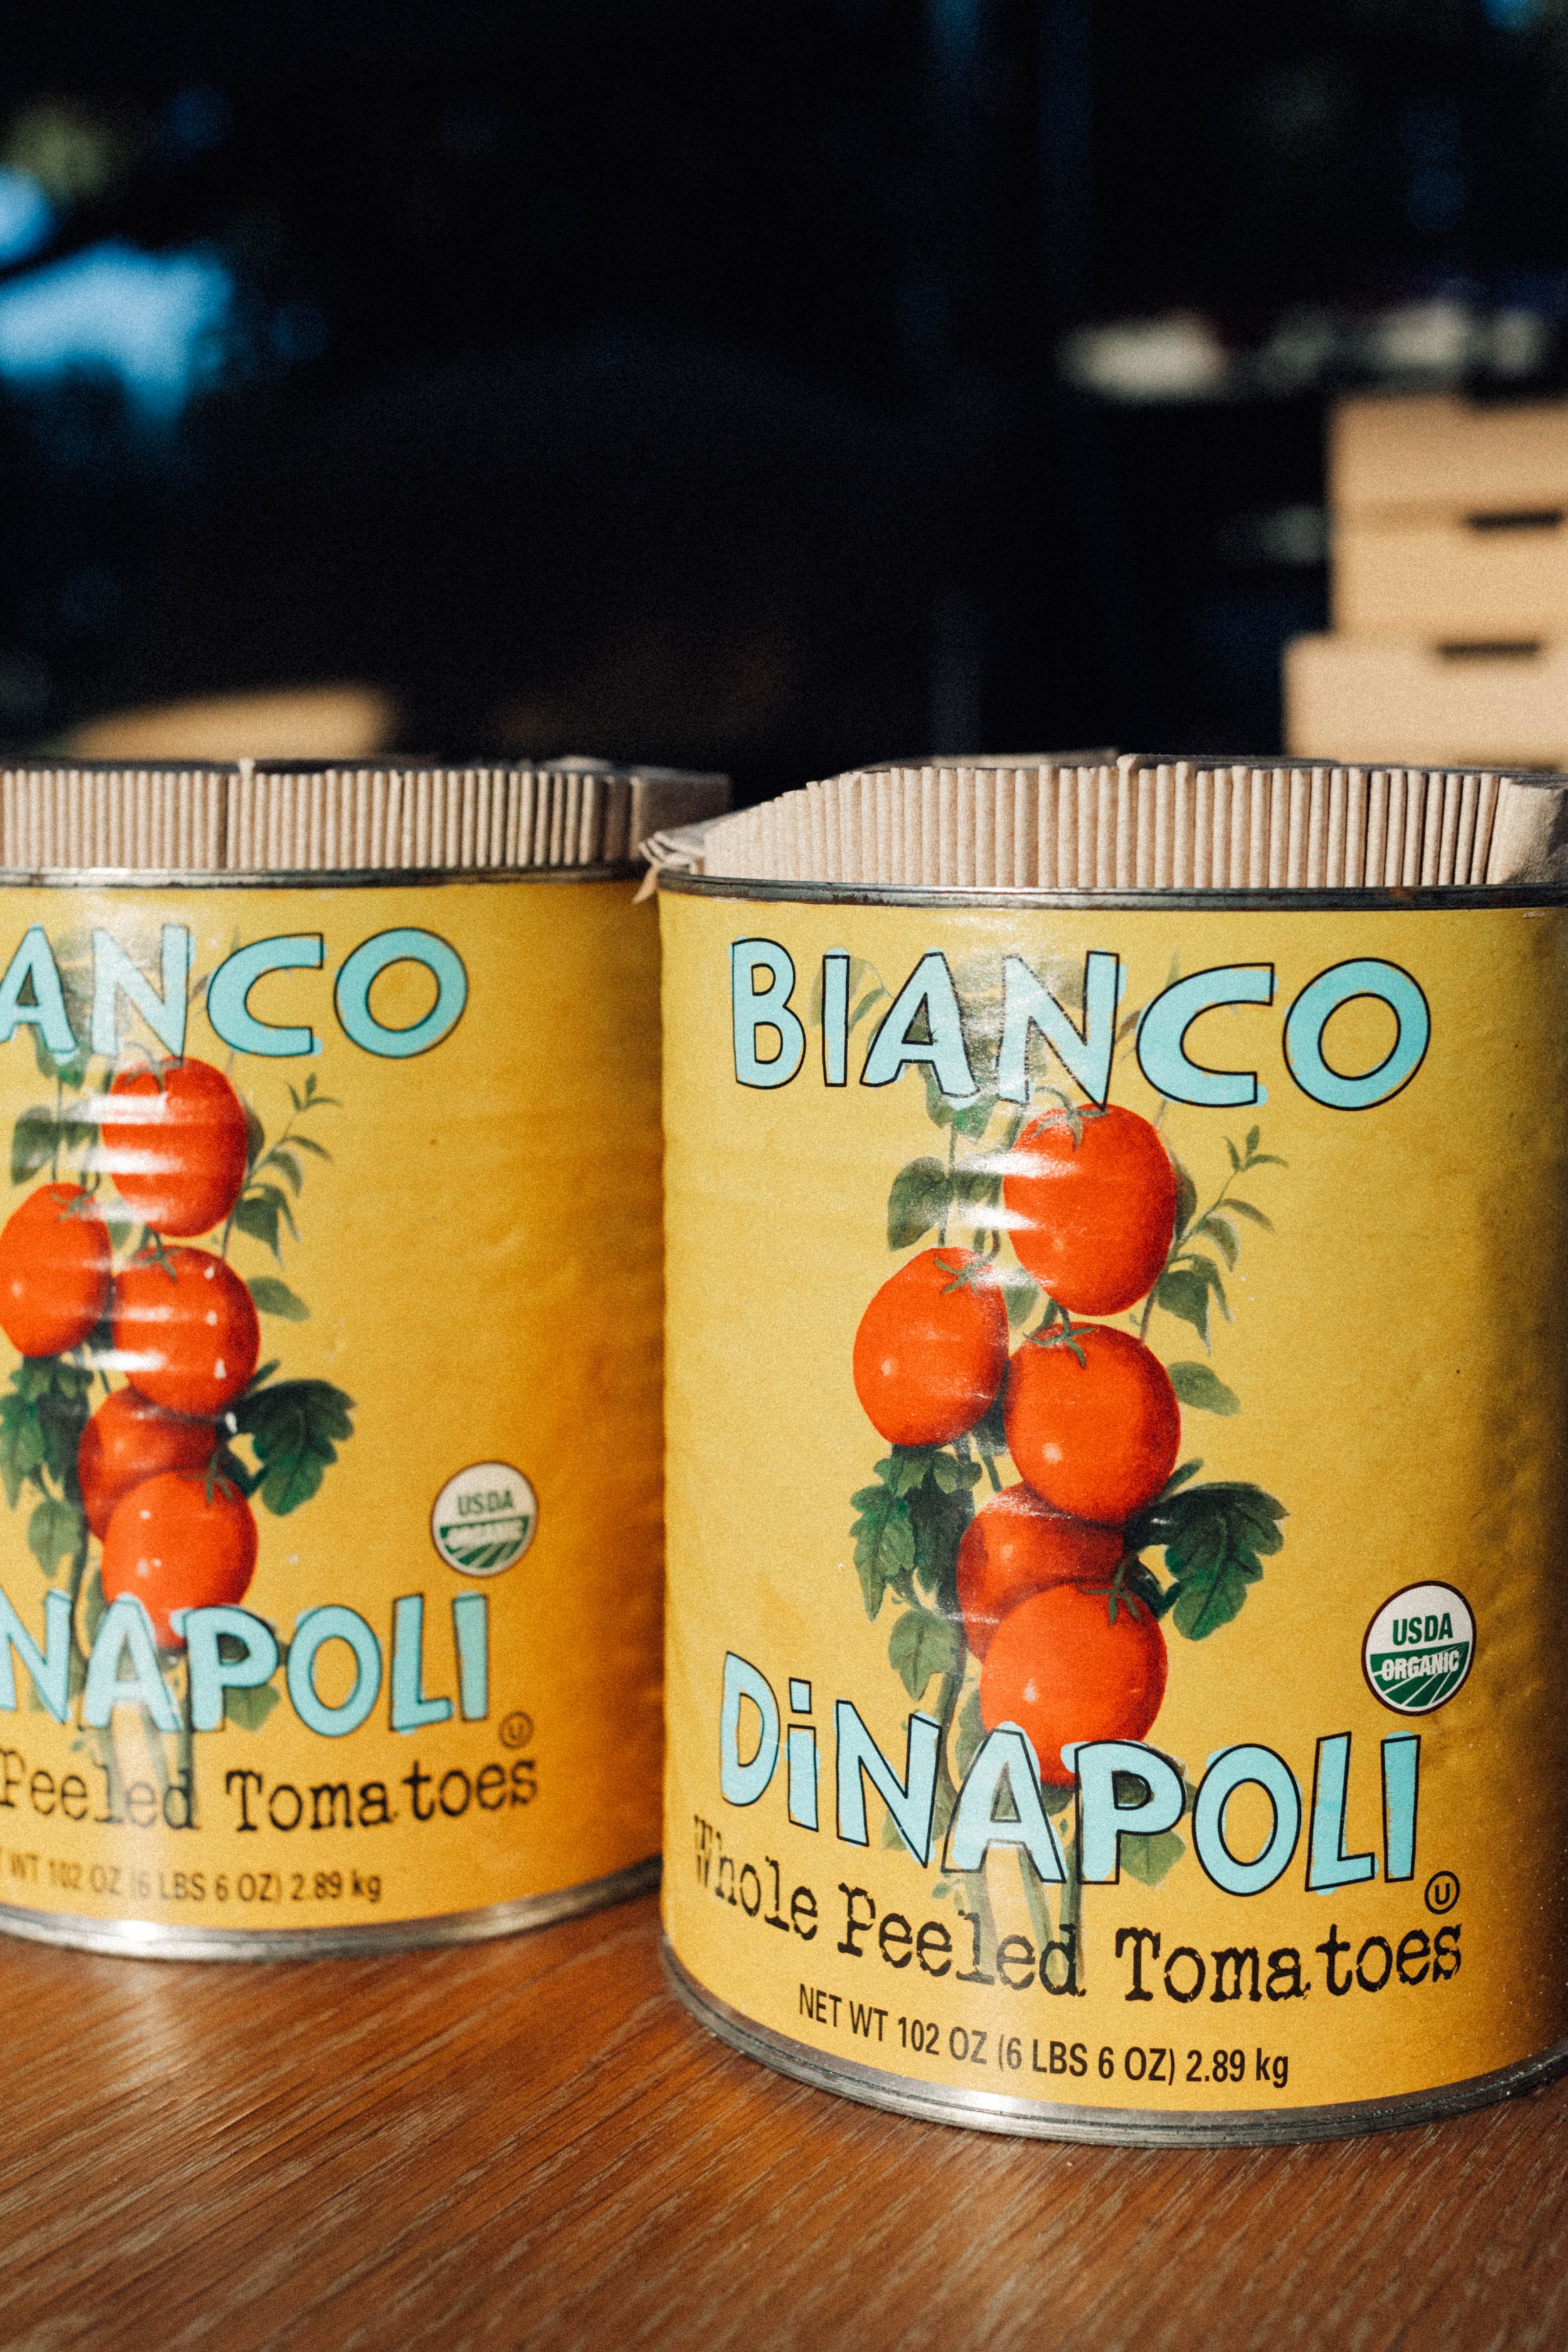 ANCO
USDA
ORGANIC
NAPOLI
U
Peeled Tomatoes
WT 102 OZ (6 LBS 6 OZ) 2.89 kg
BIANCO
USDA
ORGANIC
DiNAPOLI
U
Whole Peeled Tomatoes
NET WT 102 OZ (6 LBS 6 OZ) 2.89 kg